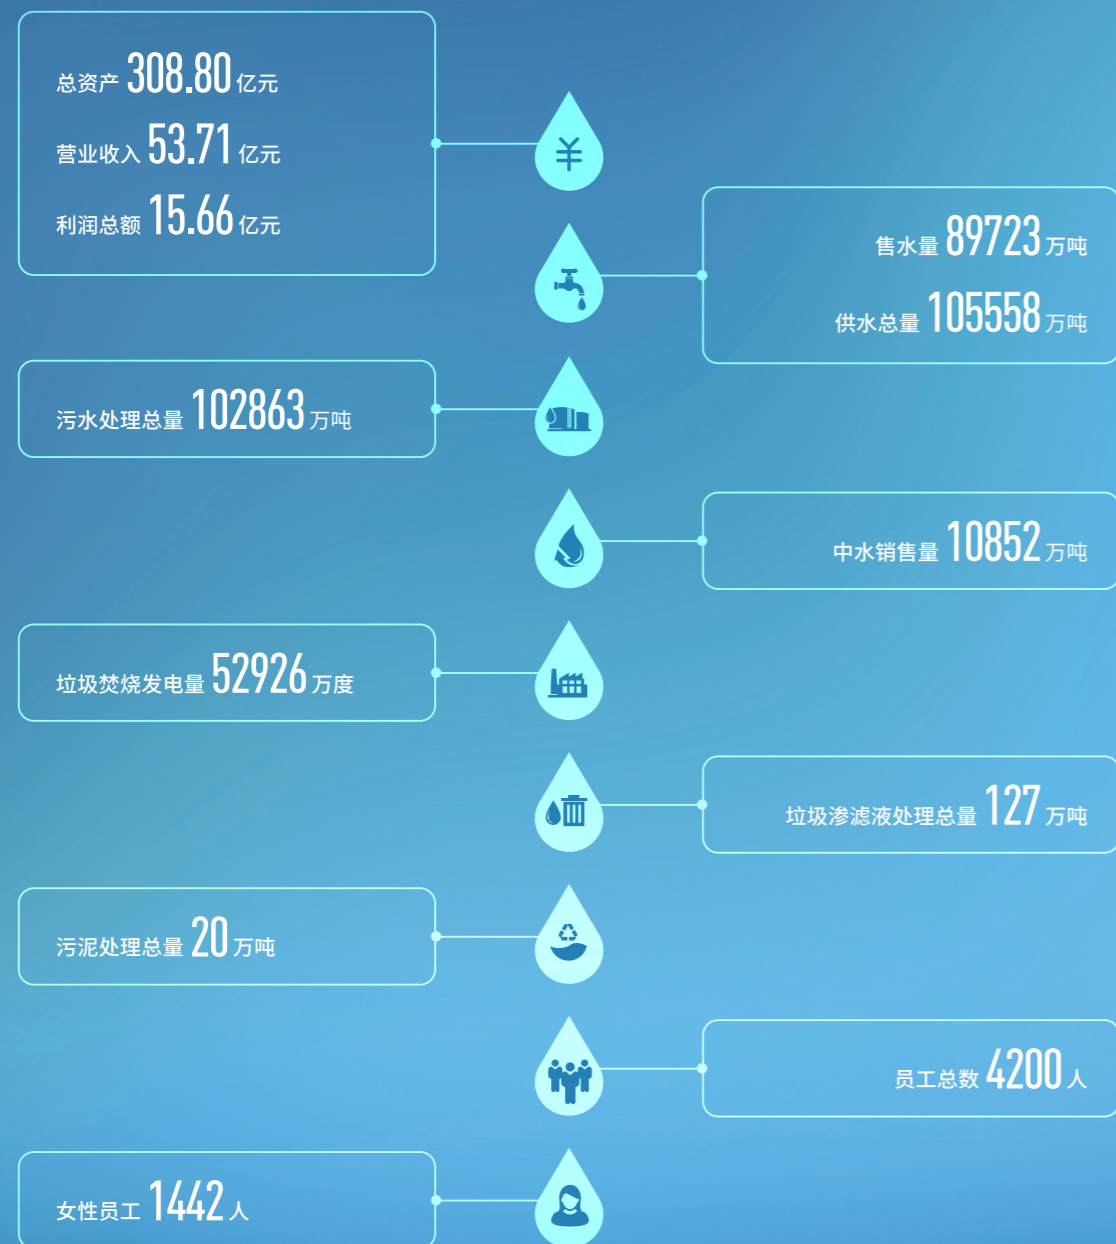 总资产 308.80 亿元
营业收入 53.71 亿元
利润总额 15.66 亿元
售水量 89723 万吨
供水总量 105558 万吨
污水处理总量 102863 万吨
中水销售量 10852 万吨
垃圾焚烧发电量 52926 万度
垃圾渗滤液处理总量 127 万吨
污泥处理总量 20 万吨
员工总数 4200 人
女性员工 1442 人